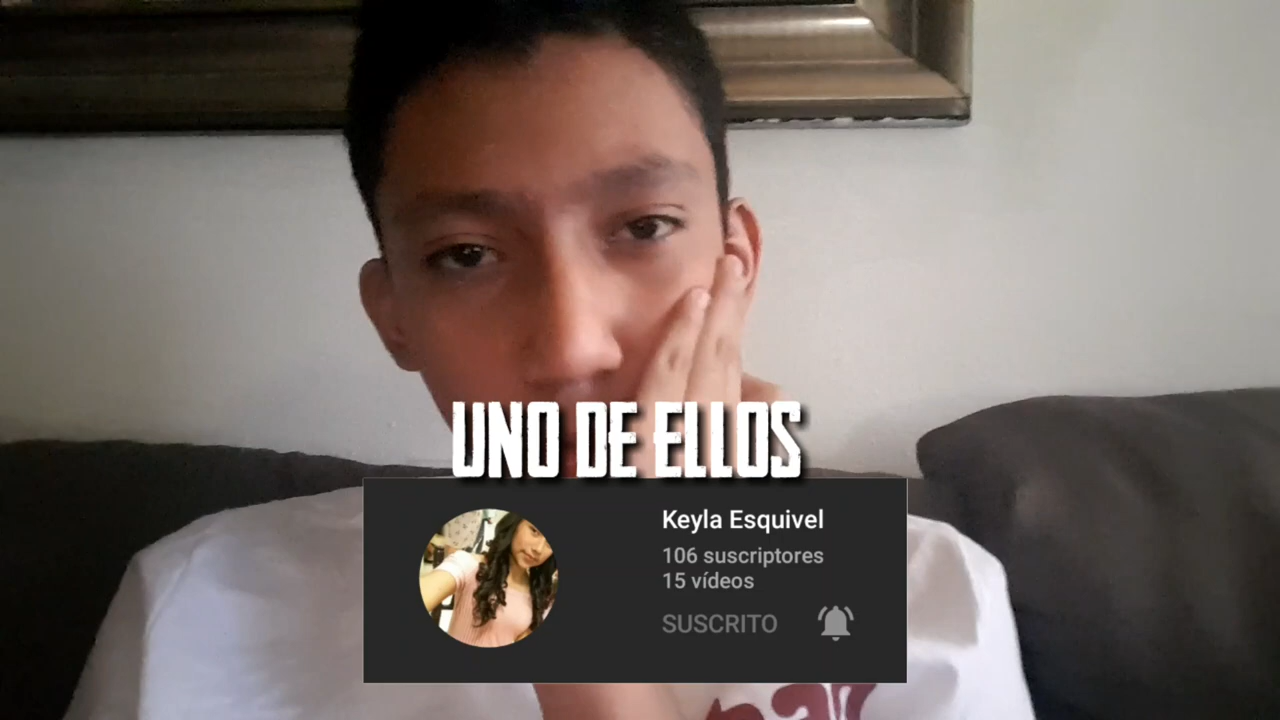 UNO DE ELLOS
Keyla Esquivel
106 suscriptores
15 vídeos
SUSCRITO